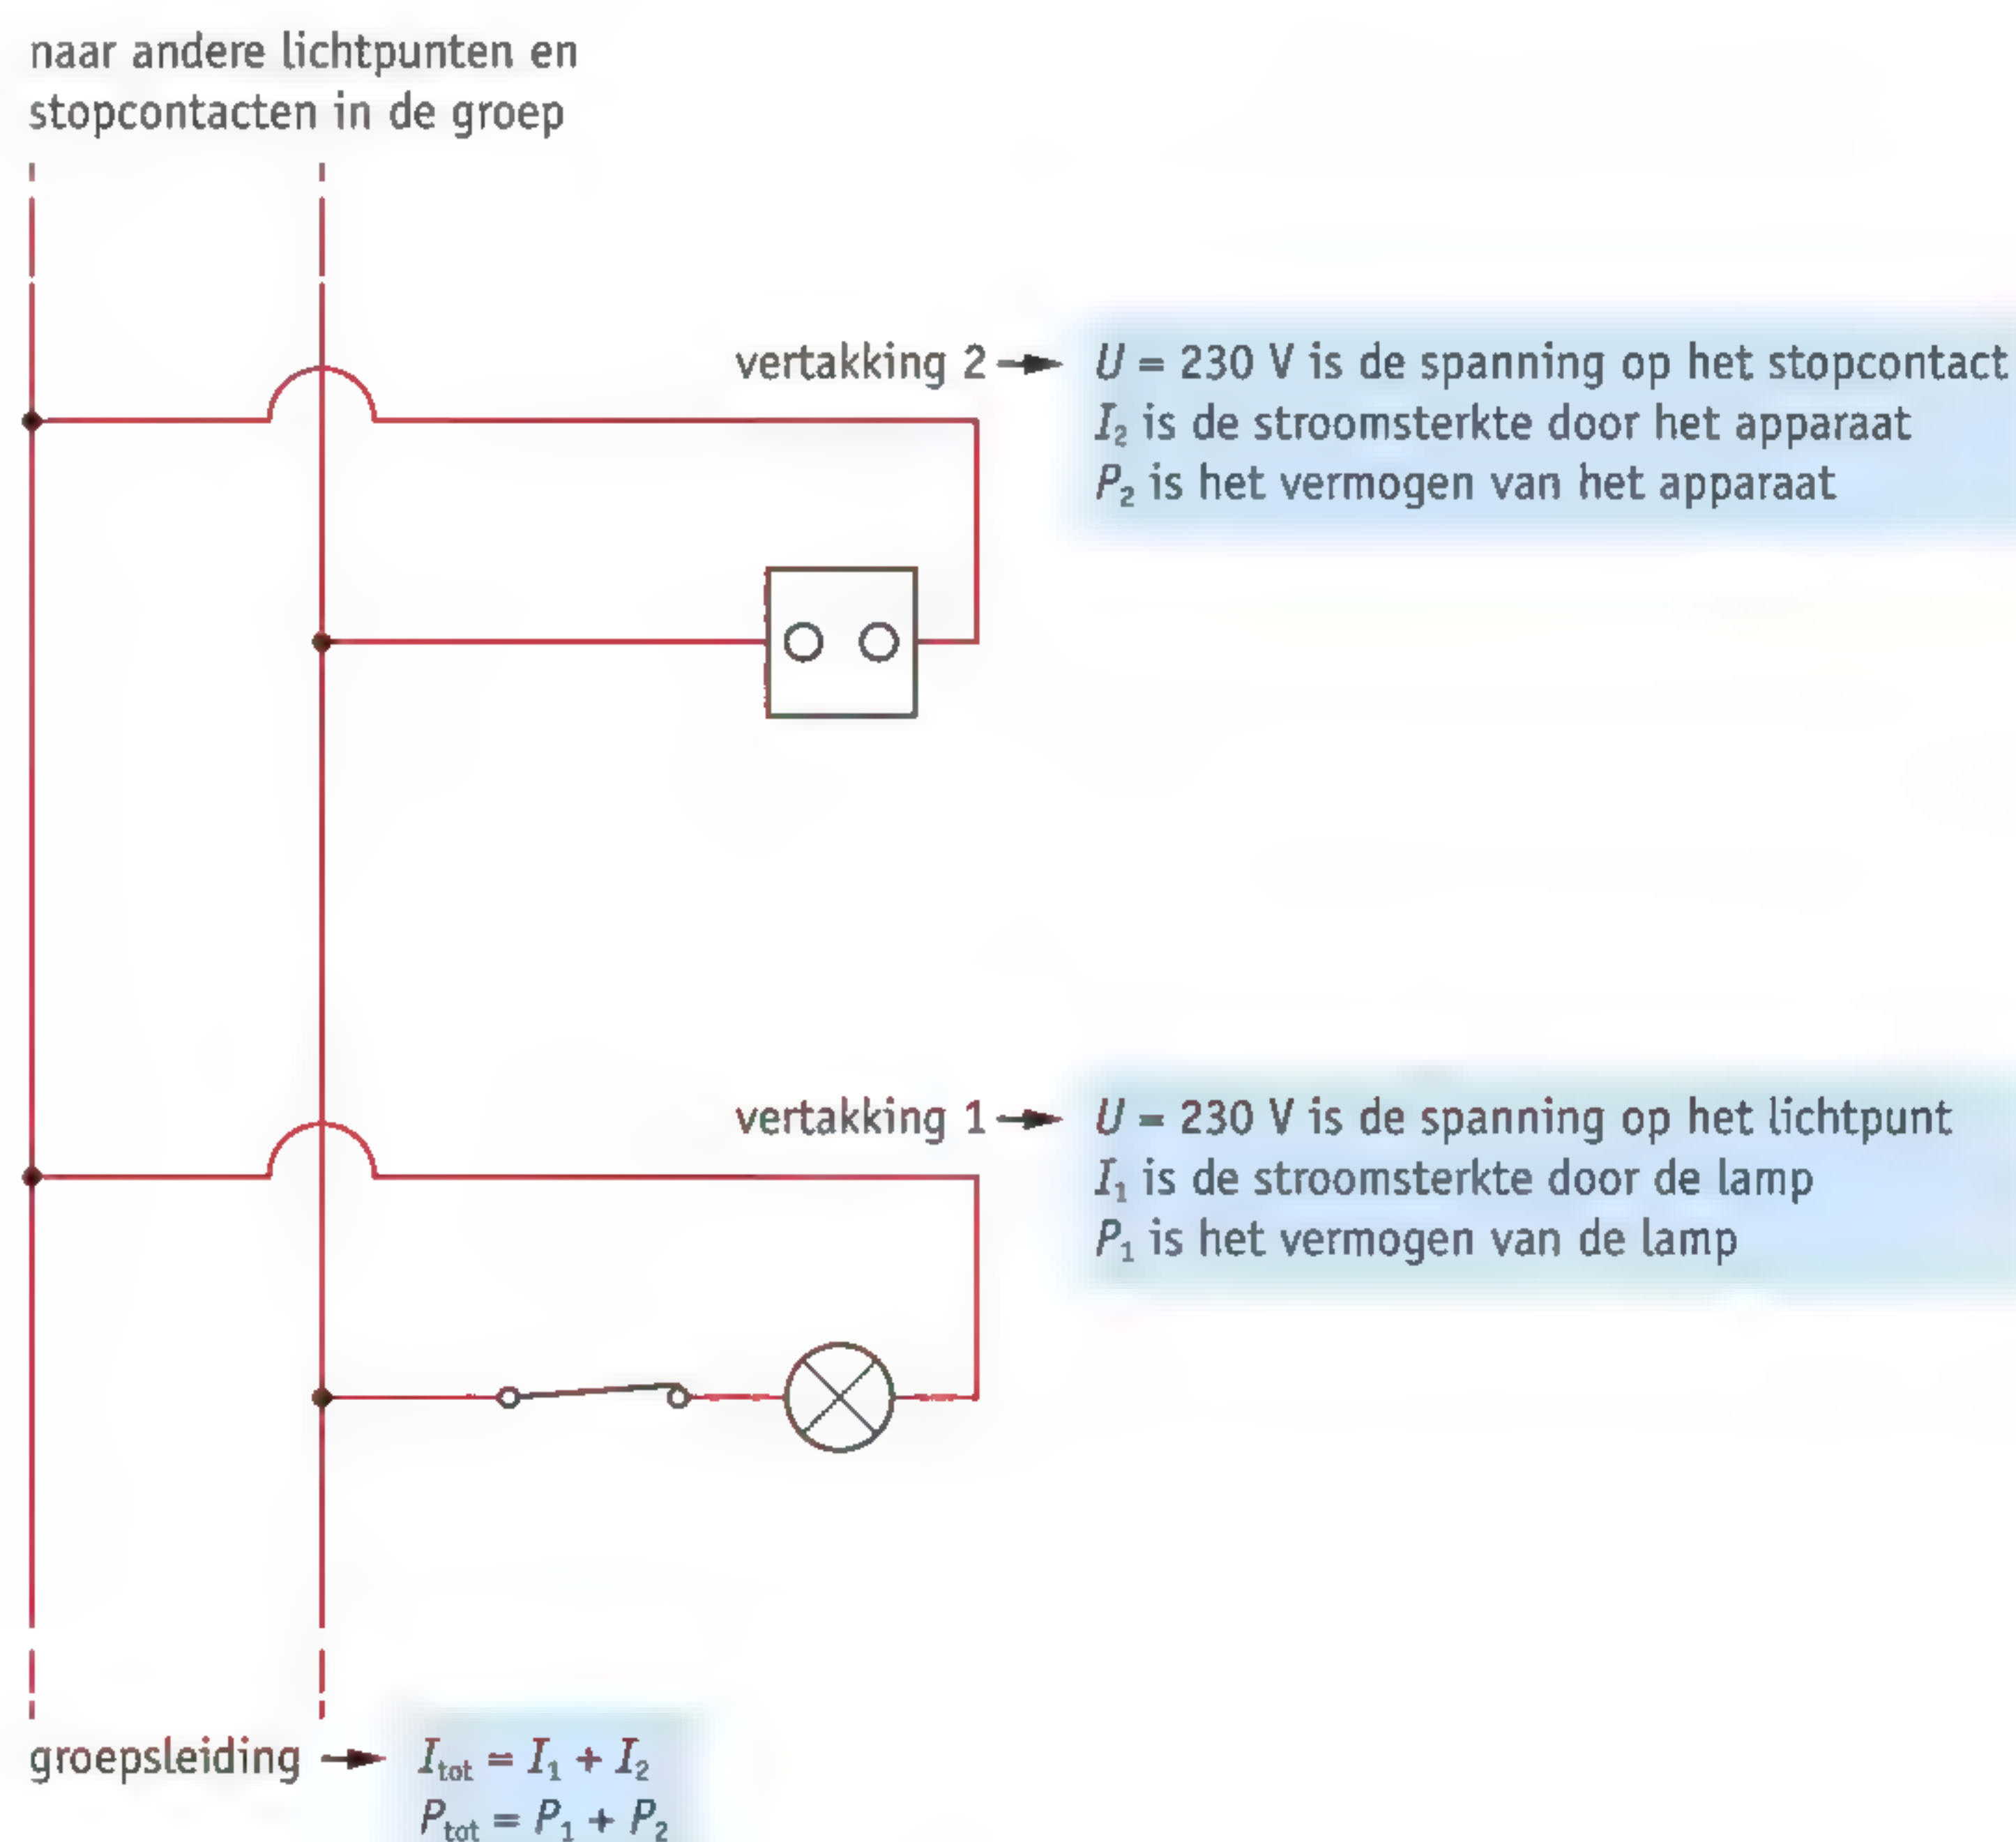 naar andere lichtpunten en
stopcontacten in de groep
vertakking 2
U = 230 V is de spanning op het stopcontact
I₂ is de stroomsterkte door het apparaat
P₂ is het vermogen van het apparaat
vertakking 1
U = 230 V is de spanning op het lichtpunt
I₁ is de stroomsterkte door de lamp
P₁ is het vermogen van de lamp
groepsleiding
I_tot = I₁ + I₂
P_tot = P₁ + P₂